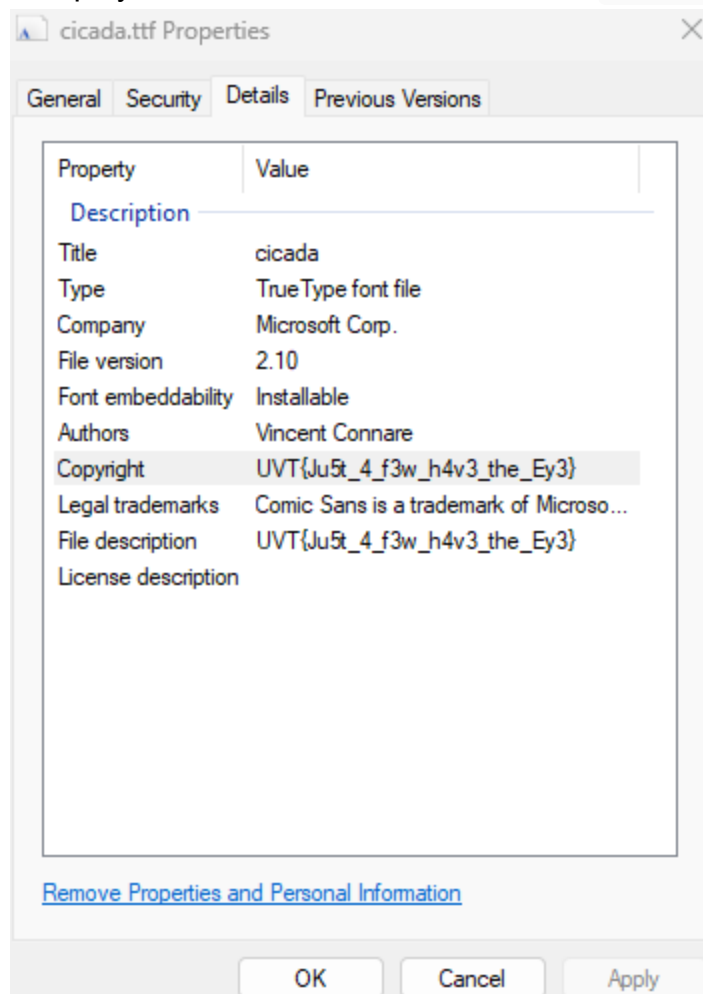 cicada.ttf Properties
General Security Details Previous Versions
Property Value
Description
Title cicada
Type TrueType font file
Company Microsoft Corp.
File version 2.10
Font embeddability Installable
Authors Vincent Connare
Copyright UVT{Ju5t_4_f3w_h4v3_the_Ey3}
Legal trademarks Comic Sans is a trademark of Microso...
File description UVT{Ju5t_4_f3w_h4v3_the_Ey3}
License description
Remove Properties and Personal Information
OK Cancel Apply